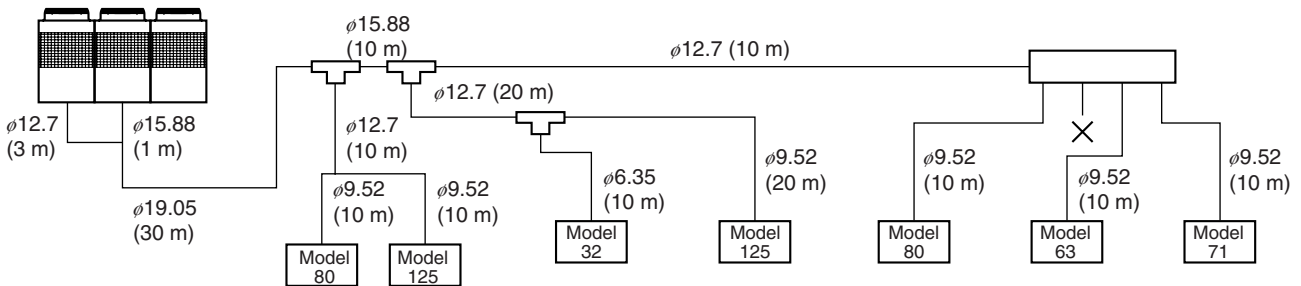 ø15.88
(10 m)
ø12.7 (10 m)
ø12.7 (20 m)
ø12.7
(3 m)
ø15.88
(1 m)
ø12.7
(10 m)
ø19.05
(30 m)
ø9.52
(10 m)
ø9.52
(10 m)
ø6.35
(10 m)
ø9.52
(20 m)
ø9.52
(10 m)
ø9.52
(10 m)
ø9.52
(10 m)
Model
80
Model
125
Model
32
Model
125
Model
80
Model
63
Model
71